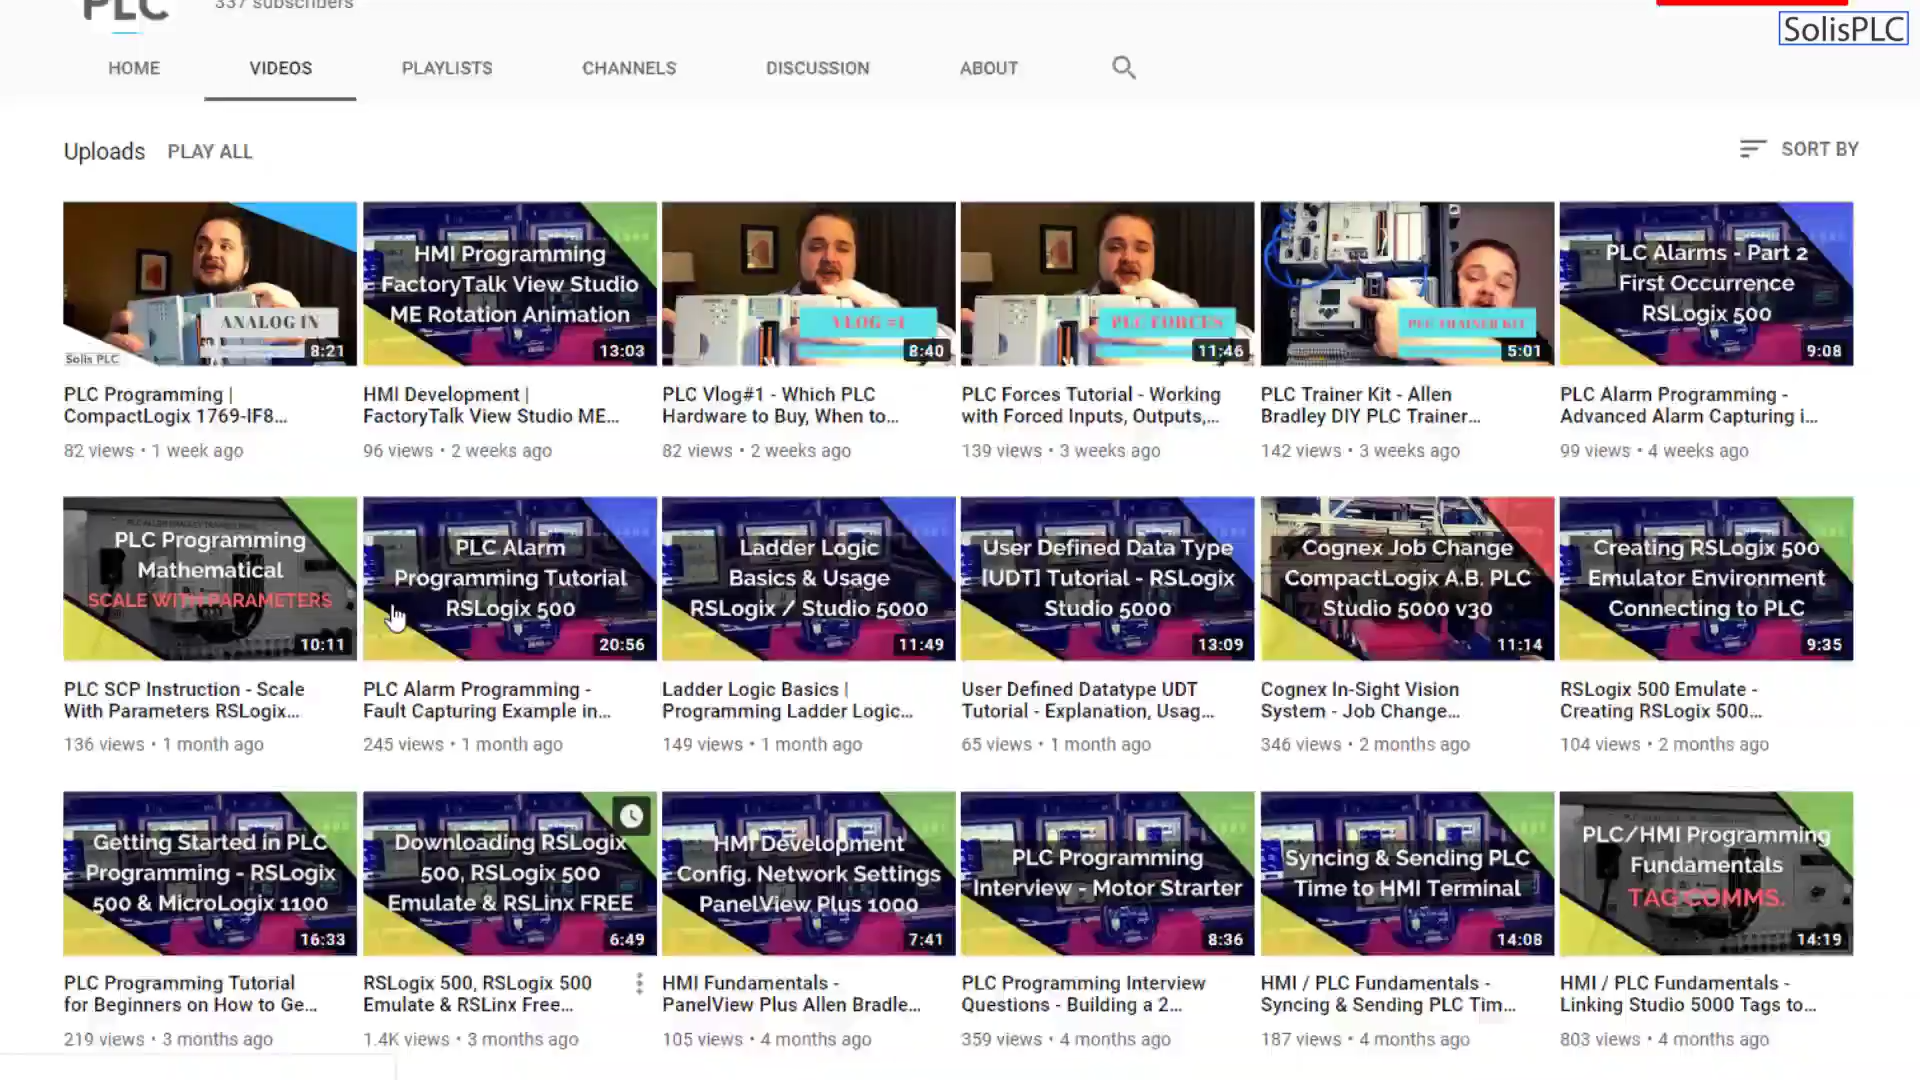 PLC
337 subscribers
SolisPLC
HOME VIDEOS PLAYLISTS CHANNELS DISCUSSION ABOUT
Uploads PLAY ALL SORT BY
ANALOG IN
Solis PLC
8:21
HMI Programming
FactoryTalk View Studio
ME Rotation Animation
13:03
VLOG #1
8:40
PLC FORCES
11:46
PLC TRAINER KIT
5:01
PLC Alarms - Part 2
First Occurrence
RSLogix 500
9:08
PLC Programming |
CompactLogix 1769-IF8...
82 views • 1 week ago
HMI Development |
FactoryTalk View Studio ME...
96 views • 2 weeks ago
PLC Vlog#1 - Which PLC
Hardware to Buy, When to...
82 views • 2 weeks ago
PLC Forces Tutorial - Working
with Forced Inputs, Outputs,...
139 views • 3 weeks ago
PLC Trainer Kit - Allen
Bradley DIY PLC Trainer...
142 views • 3 weeks ago
PLC Alarm Programming -
Advanced Alarm Capturing i...
99 views • 4 weeks ago
PLC Programming
Mathematical
SCALE WITH PARAMETERS
10:11
PLC Alarm
Programming Tutorial
RSLogix 500
20:56
Ladder Logic
Basics & Usage
RSLogix / Studio 5000
11:49
User Defined Data Type
[UDT] Tutorial - RSLogix
Studio 5000
13:09
Cognex Job Change
CompactLogix A.B. PLC
Studio 5000 v30
11:14
Creating RSLogix 500
Emulator Environment
Connecting to PLC
9:35
PLC SCP Instruction - Scale
With Parameters RSLogix...
136 views • 1 month ago
PLC Alarm Programming -
Fault Capturing Example in...
245 views • 1 month ago
Ladder Logic Basics |
Programming Ladder Logic...
149 views • 1 month ago
User Defined Datatype UDT
Tutorial - Explanation, Usag...
65 views • 1 month ago
Cognex In-Sight Vision
System - Job Change...
346 views • 2 months ago
RSLogix 500 Emulate -
Creating RSLogix 500...
104 views • 2 months ago
Getting Started in PLC
Programming - RSLogix
500 & MicroLogix 1100
16:33
Downloading RSLogix
500, RSLogix 500
Emulate & RSLinx FREE
6:49
HMI Development
Config. Network Settings
PanelView Plus 1000
7:41
PLC Programming
Interview - Motor Strarter
8:36
Syncing & Sending PLC
Time to HMI Terminal
14:08
PLC/HMI Programming
Fundamentals
TAG COMMS.
14:19
PLC Programming Tutorial
for Beginners on How to Ge...
219 views • 3 months ago
RSLogix 500, RSLogix 500
Emulate & RSLinx Free...
1.4K views • 3 months ago
HMI Fundamentals -
PanelView Plus Allen Bradle...
105 views • 4 months ago
PLC Programming Interview
Questions - Building a 2...
359 views • 4 months ago
HMI / PLC Fundamentals -
Syncing & Sending PLC Tim...
187 views • 4 months ago
HMI / PLC Fundamentals -
Linking Studio 5000 Tags to...
803 views • 4 months ago